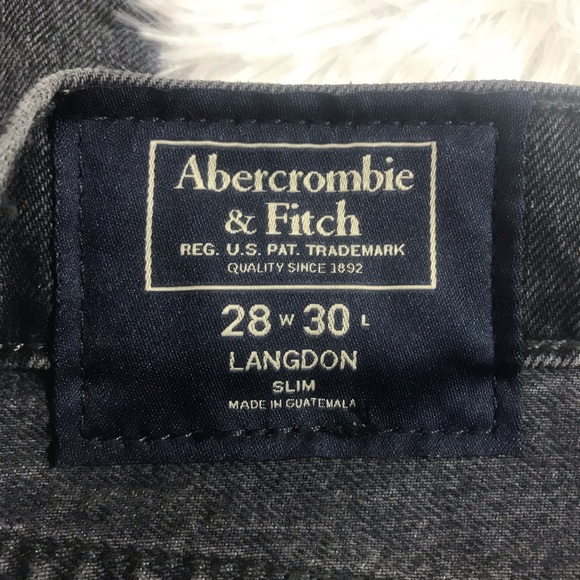 Abercrombie
& Fitch
REG. U.S. PAT. TRADEMARK
QUALITY SINCE 1892
28 W 30 L
LANGDON
SLIM
MADE IN GUATEMALA